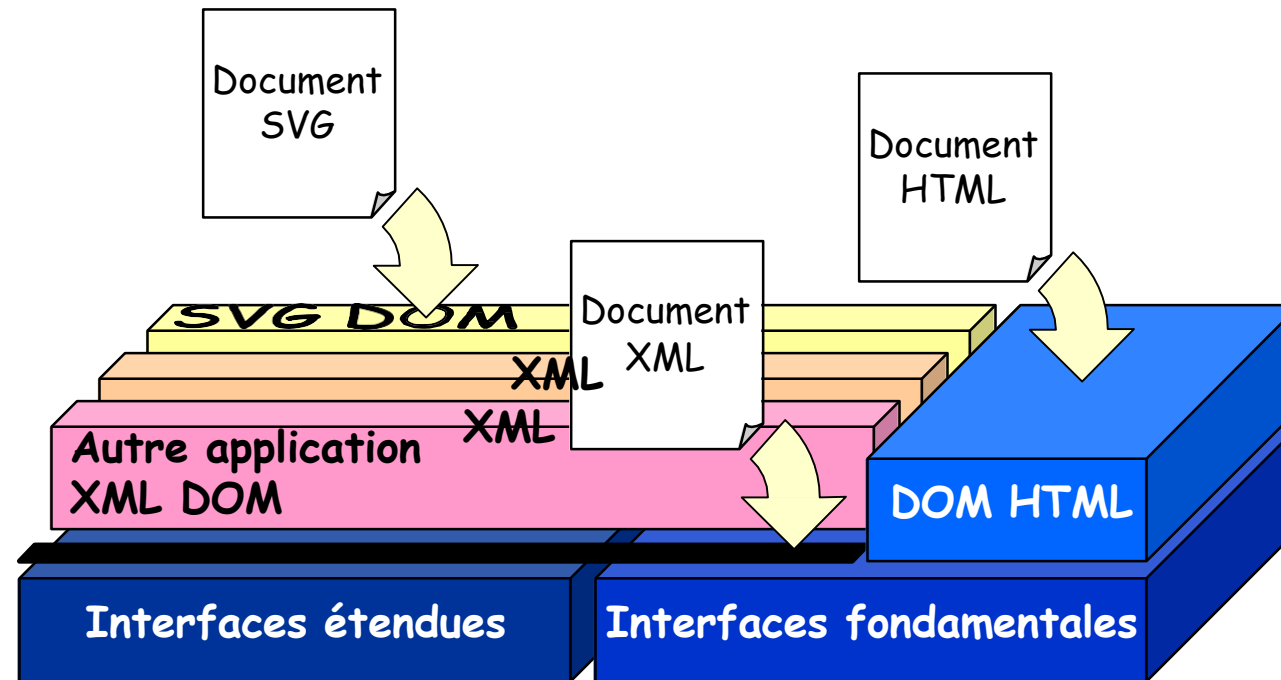 Document
SVG
Document
HTML
SVG DOM
Document
XML
XML
XML
Autre application
XML DOM
DOM HTML
Interfaces étendues
Interfaces fondamentales